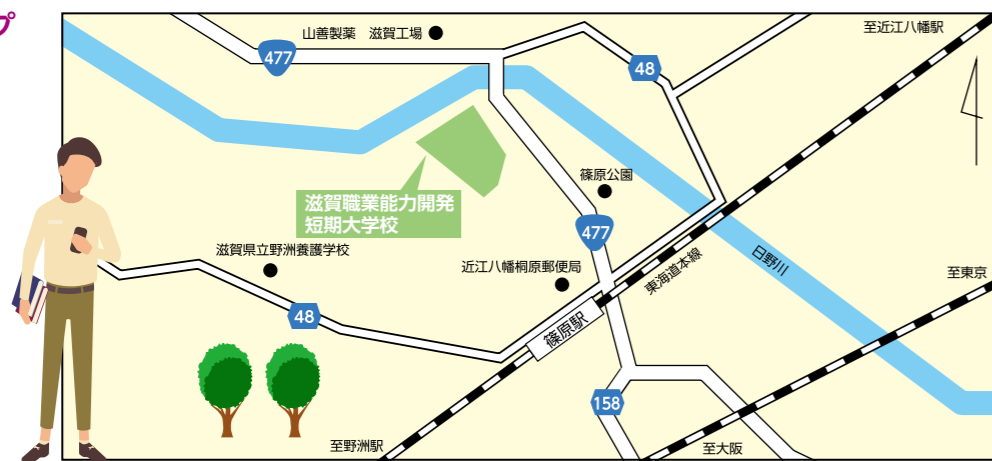 プ
山善製薬　滋賀工場
至近江八幡駅
477
48
篠原公園
滋賀職業能力開発
短期大学校
477
滋賀県立野洲養護学校
近江八幡桐原郵便局
東海道本線
日野川
至東京
48
篠原駅
158
至野洲駅
至大阪